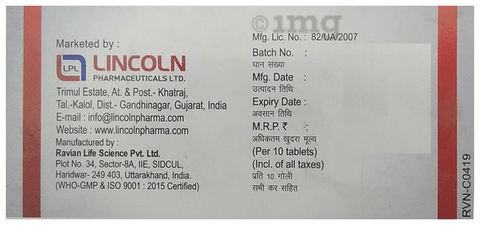 1mg
Marketed by :
LPL LINCOLN
PHARMACEUTICALS LTD.
Trimul Estate, At. & Post.- Khatraj,
Tal.-Kalol, Dist.- Gandhinagar, Gujarat, India
E-mail : info@lincolnpharma.com
Website : www.lincolnpharma.com
Manufactured by :
Ravian Life Science Pvt. Ltd.
Plot No. 34, Sector-8A, IIE, SIDCUL,
Haridwar- 249 403, Uttarakhand, India.
(WHO-GMP & ISO 9001 : 2015 Certified)
Mfg. Lic. No. : 82/UA/2007
Batch No. :
घान संख्या
Mfg. Date :
उत्पादन तिथि
Expiry Date :
अवसान तिथि
M.R.P. ₹ :
अधिकतम खुदरा मूल्य
(Per 10 tablets)
(Incl. of all taxes)
प्रति 10 गोली
सभी कर सहित
RVN-C0419